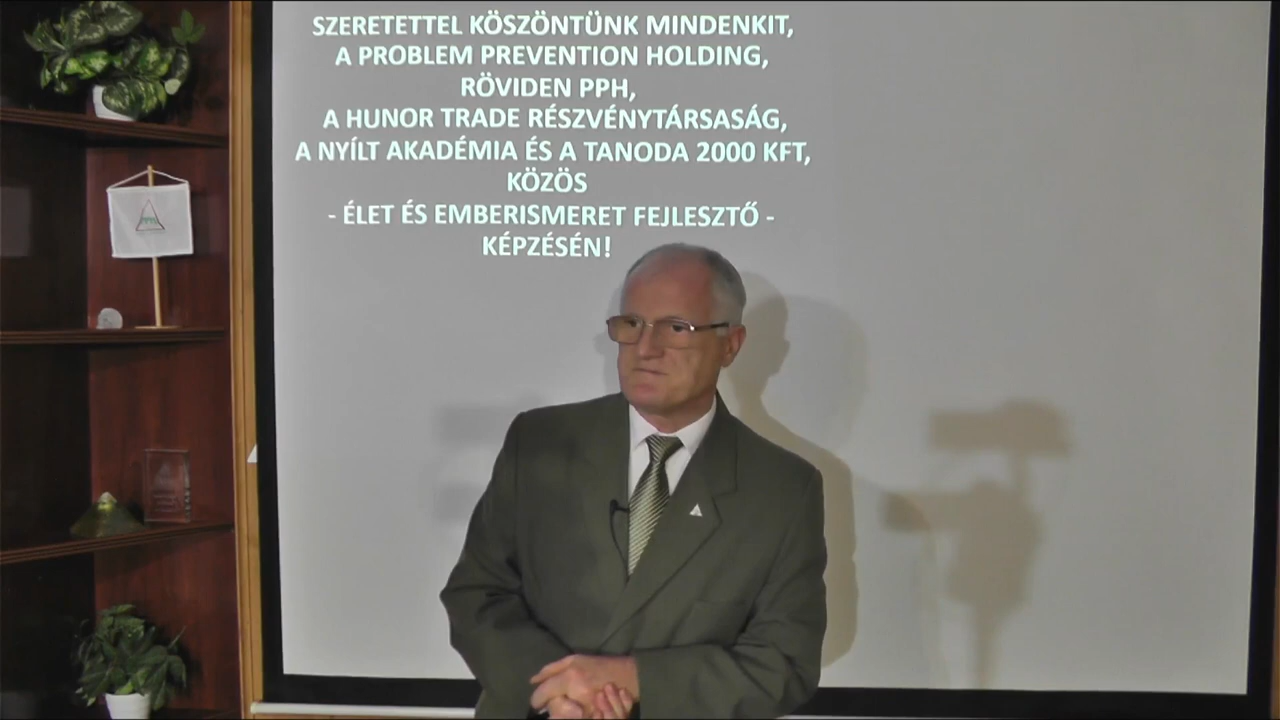 SZERETETTEL KÖSZÖNTÜNK MINDENKIT,
A PROBLEM PREVENTION HOLDING,
RÖVIDEN PPH,
A HUNOR TRADE RÉSZVÉNYTÁRSASÁG,
A NYÍLT AKADÉMIA ÉS A TANODA 2000 KFT,
KÖZÖS
- ÉLET ÉS EMBERISMERET FEJLESZTŐ -
KÉPZÉSÉN!